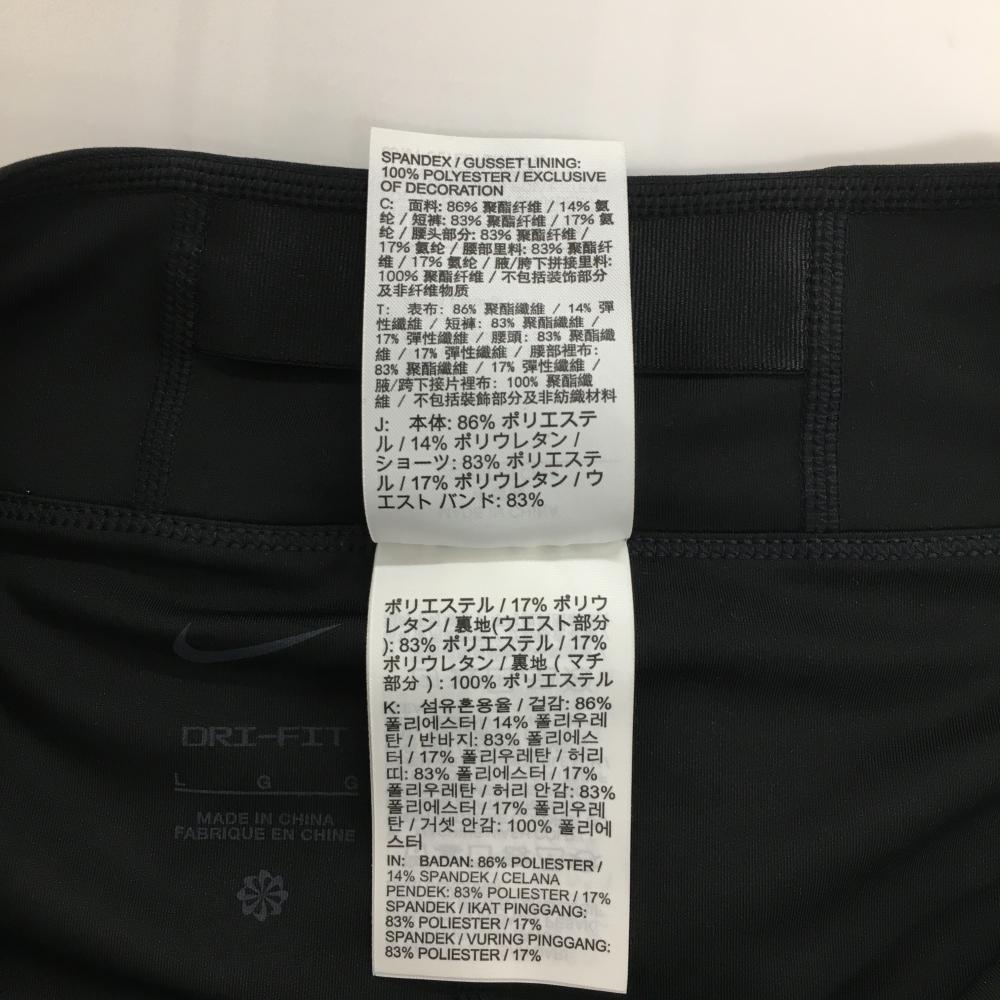 SPANDEX / GUSSET LINING:
100% POLYESTER / EXCLUSIVE
OF DECORATION
C: 面料: 86% 聚酯纤维 / 14% 氨
纶 / 短裤: 83% 聚酯纤维 / 17% 氨
纶 / 腰头部分: 83% 聚酯纤维 /
17% 氨纶 / 腰部里料: 83% 聚酯纤
维 / 17% 氨纶 / 腋/胯下拼接里料:
100% 聚酯纤维 / 不包括装饰部分
及非纤维物质
T: 表布: 86% 聚酯纖維 / 14% 彈
性纖維 / 短褲: 83% 聚酯纖維 /
17% 彈性纖維 / 腰頭: 83% 聚酯纖
維 / 17% 彈性纖維 / 腰部裡布:
83% 聚酯纖維 / 17% 彈性纖維 /
腋/跨下接片裡布: 100% 聚酯纖
維 / 不包括裝飾部分及非紡織材料
J: 本体: 86% ポリエステ
ル / 14% ポリウレタン /
ショーツ: 83% ポリエステ
ル / 17% ポリウレタン / ウ
エスト バンド: 83%
ポリエステル / 17% ポリウ
レタン / 裏地(ウエスト部分
): 83% ポリエステル / 17%
ポリウレタン / 裏地 ( マチ
部分 ) : 100% ポリエステル
K: 섬유혼용율 / 겉감: 86%
폴리에스터 / 14% 폴리우레
탄 / 반바지: 83% 폴리에스
터 / 17% 폴리우레탄 / 허리
띠: 83% 폴리에스터 / 17%
폴리우레탄 / 허리 안감: 83%
폴리에스터 / 17% 폴리우레
탄 / 거셋 안감: 100% 폴리에
스터
IN: BADAN: 86% POLIESTER /
14% SPANDEK / CELANA
PENDEK: 83% POLIESTER / 17%
SPANDEK / IKAT PINGGANG:
83% POLIESTER / 17%
SPANDEK / VURING PINGGANG:
83% POLIESTER / 17%
DRI-FIT
L G G
MADE IN CHINA
FABRIQUE EN CHINE